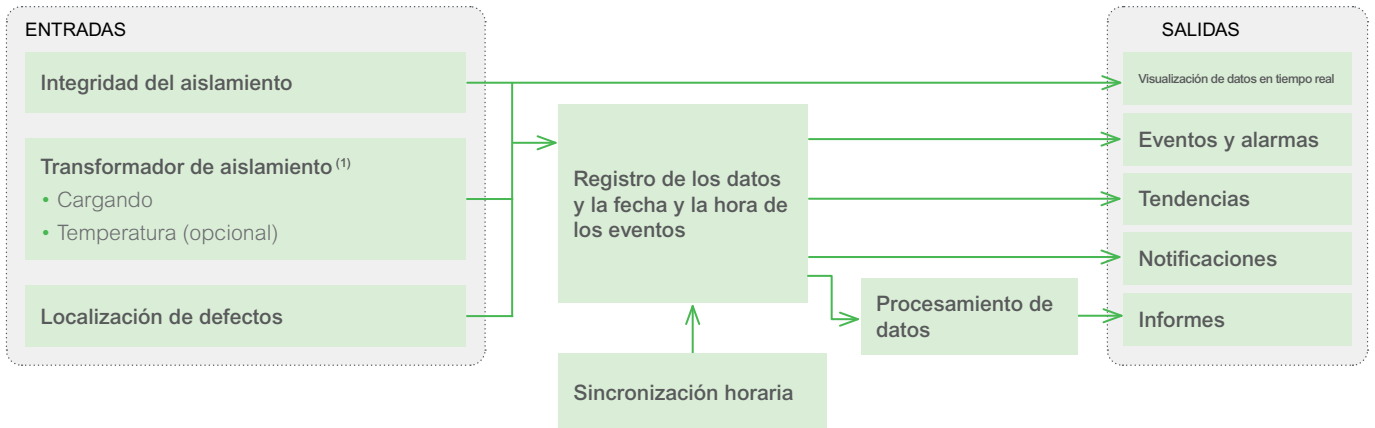 ENTRADAS
Integridad del aislamiento
Transformador de aislamiento (1)
• Cargando
• Temperatura (opcional)
Localización de defectos
Registro de los datos
y la fecha y la hora de
los eventos
Sincronización horaria
Procesamiento de
datos
SALIDAS
Visualización de datos en tiempo real
Eventos y alarmas
Tendencias
Notificaciones
Informes